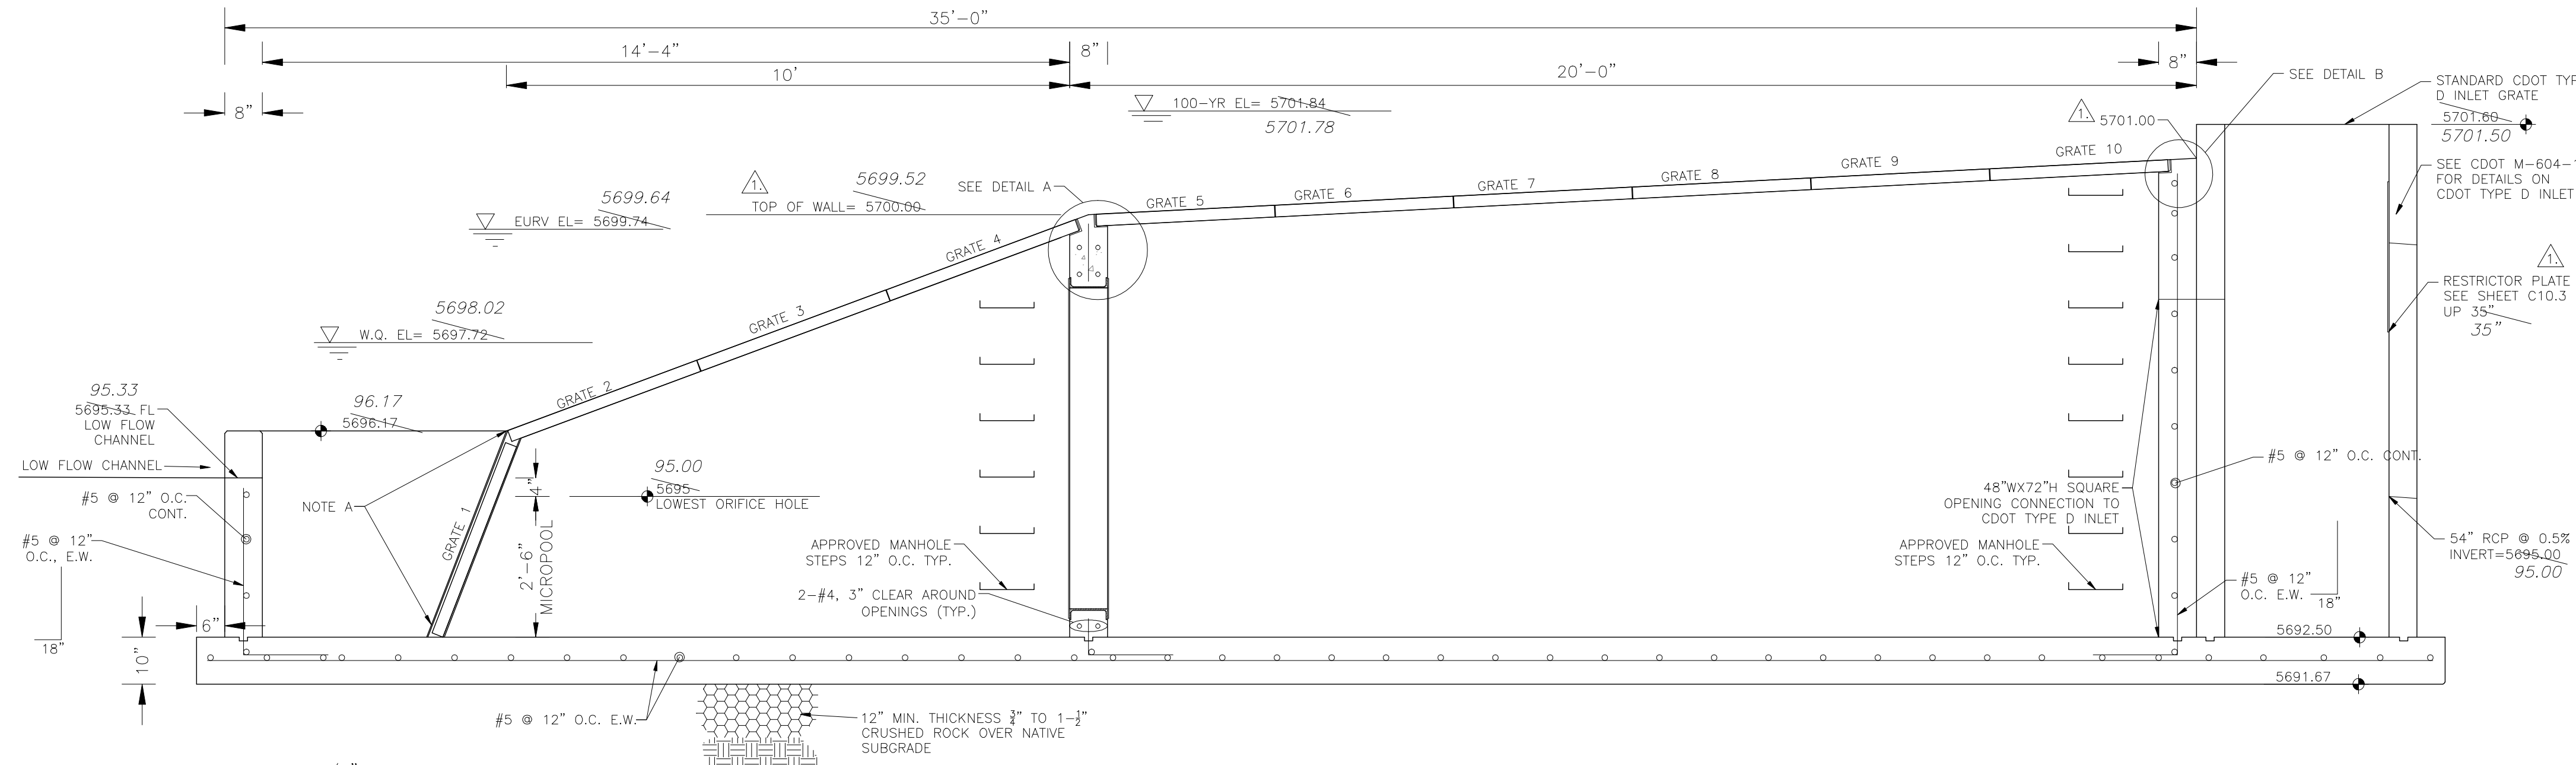 35'-0"
14'-4"
8"
10'
20'-0"
8"
8"
SEE DETAIL B
STANDARD CDOT TYP
D INLET GRATE
5701.60
5701.50
100-YR EL= 5701.84
5701.78
1.
5701.00
SEE CDOT M-604-1
FOR DETAILS ON
CDOT TYPE D INLET
5699.64
EURV EL= 5699.74
1.
5699.52
TOP OF WALL= 5700.00
SEE DETAIL A
GRATE 5
GRATE 6
GRATE 7
GRATE 8
GRATE 9
GRATE 10
GRATE 4
GRATE 3
GRATE 2
GRATE 1
1.
RESTRICTOR PLATE
SEE SHEET C10.3
UP 35"
35"
5698.02
W.Q. EL= 5697.72
95.33
5695.33 FL
LOW FLOW
CHANNEL
96.17
5696.17
LOW FLOW CHANNEL
#5 @ 12" O.C.
CONT.
NOTE A
#5 @ 12"
O.C., E.W.
95.00
5695
LOWEST ORIFICE HOLE
4"
2'-6"
MICROPOOL
APPROVED MANHOLE
STEPS 12" O.C. TYP.
2-#4, 3" CLEAR AROUND
OPENINGS (TYP.)
48"WX72"H SQUARE
OPENING CONNECTION TO
CDOT TYPE D INLET
APPROVED MANHOLE
STEPS 12" O.C. TYP.
#5 @ 12" O.C. CONT.
#5 @ 12"
O.C. E.W.
18"
54" RCP @ 0.5%
INVERT=5695.00
95.00
6"
18"
10"
5692.50
5691.67
#5 @ 12" O.C. E.W.
12" MIN. THICKNESS 3/4" TO 1-1/2"
CRUSHED ROCK OVER NATIVE
SUBGRADE